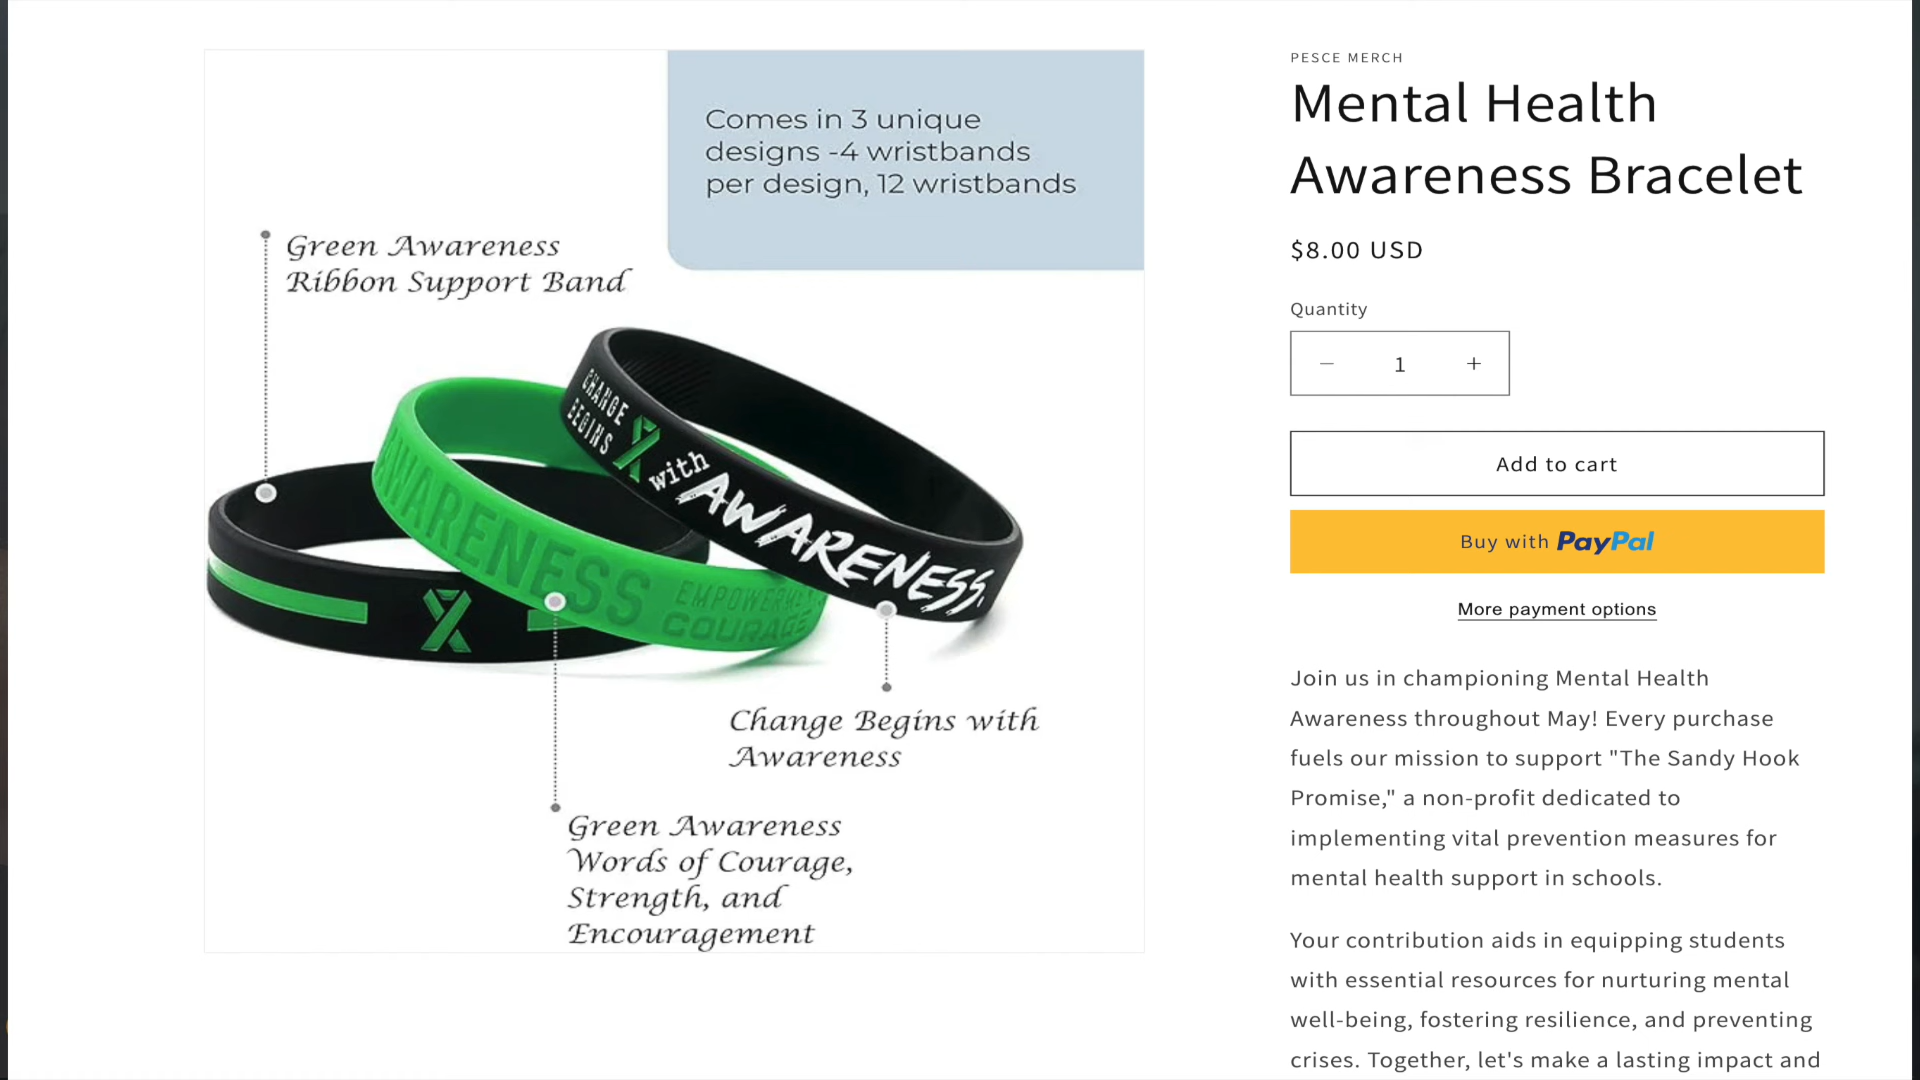 Comes in 3 unique
designs -4 wristbands
per design, 12 wristbands
Green Awareness
Ribbon Support Band
CHANGE
BEGINS
with
AWARENESS.
AWARENESS
EMPOWERMENT
COURAGE
Change Begins with
Awareness
Green Awareness
Words of Courage,
Strength, and
Encouragement
PESCE MERCH
Mental Health
Awareness Bracelet
$8.00 USD
Quantity
− 1 +
Add to cart
Buy with PayPal
More payment options
Join us in championing Mental Health
Awareness throughout May! Every purchase
fuels our mission to support "The Sandy Hook
Promise," a non-profit dedicated to
implementing vital prevention measures for
mental health support in schools.
Your contribution aids in equipping students
with essential resources for nurturing mental
well-being, fostering resilience, and preventing
crises. Together, let's make a lasting impact and